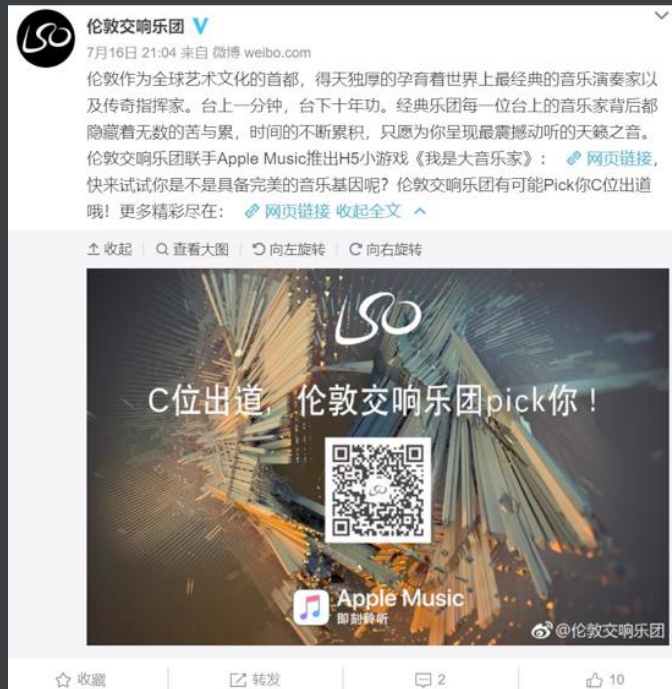 伦敦交响乐团 V
7月16日 21:04 来自 微博 weibo.com
伦敦作为全球艺术文化的首都，得天独厚的孕育着世界上最经典的音乐演奏家以
及传奇指挥家。台上一分钟，台下十年功。经典乐团每一位台上的音乐家背后都
隐藏着无数的苦与累，时间的不断累积，只愿为你呈现最震撼动听的天籁之音。
伦敦交响乐团联手Apple Music推出H5小游戏《我是大音乐家》： 网页链接，
快来试试你是不是具备完美的音乐基因呢？伦敦交响乐团有可能Pick你C位出道
哦！更多精彩尽在： 网页链接 收起全文
收起 查看大图 向左旋转 向右旋转
LSO
C位出道，伦敦交响乐团pick你！
Apple Music
即刻聆听
@伦敦交响乐团
收藏 转发 2 10